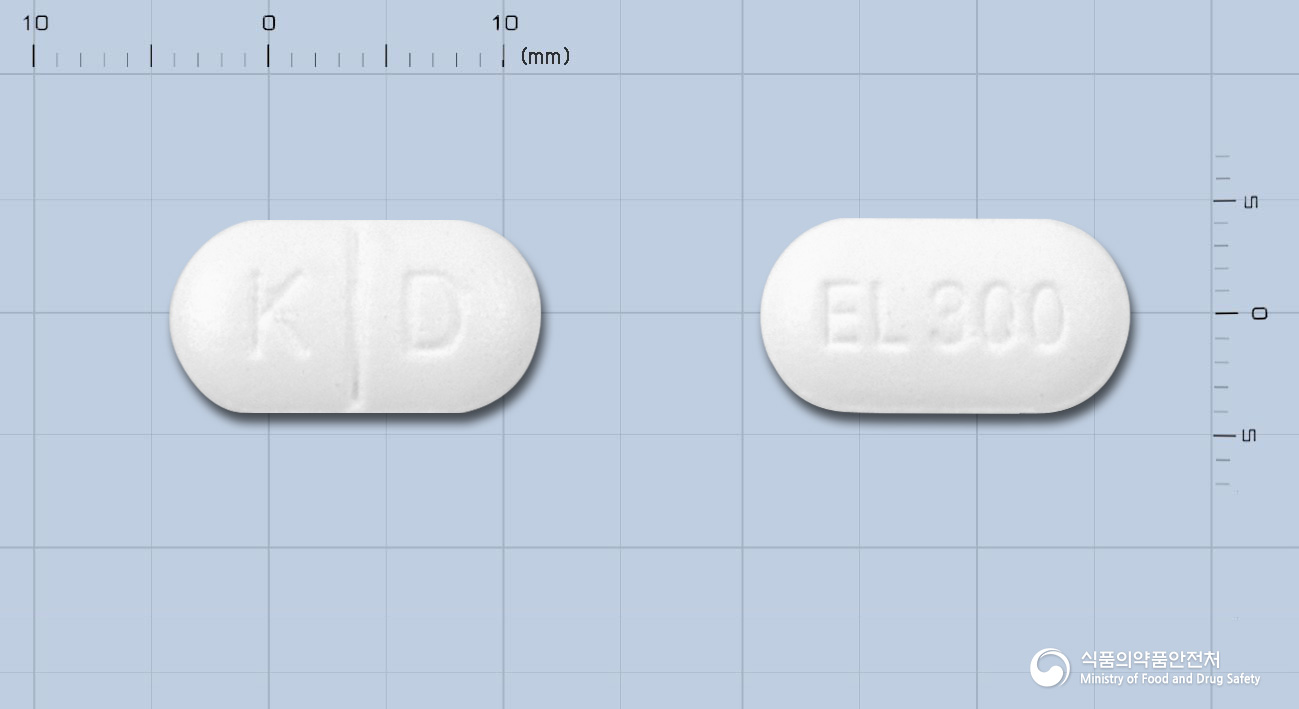 10 0 10
(mm)
K D
EL 300
5
0
5
식품의약품안전처
Ministry of Food and Drug Safety